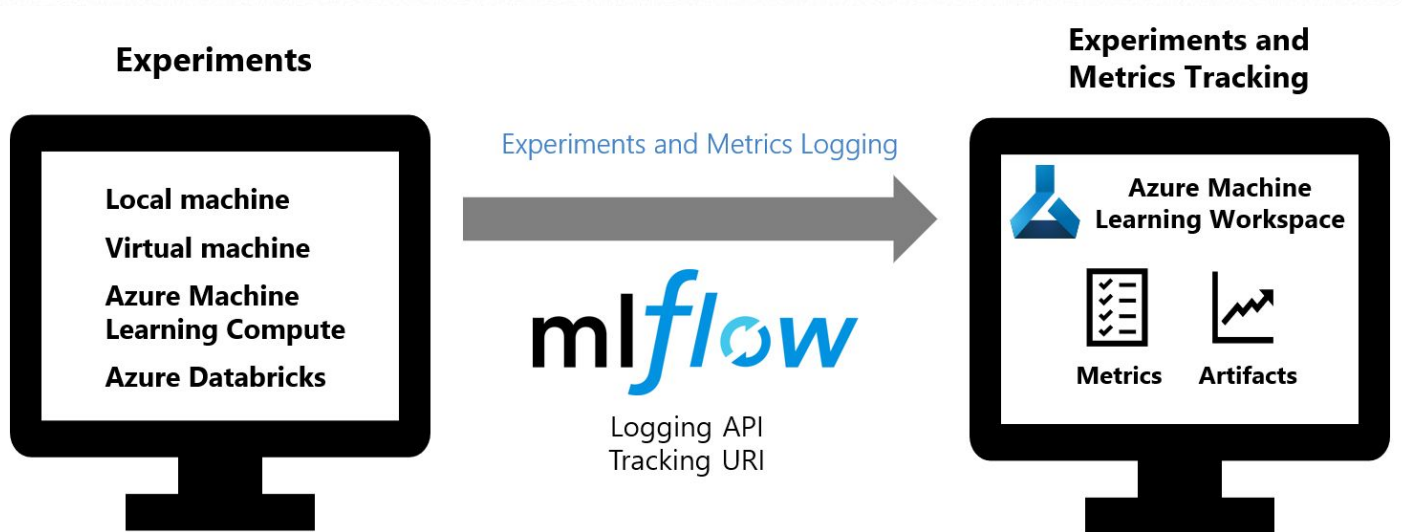 Experiments
Local machine
Virtual machine
Azure Machine
Learning Compute
Azure Databricks
Experiments and Metrics Logging
mlflow
Logging API
Tracking URI
Experiments and
Metrics Tracking
Azure Machine
Learning Workspace
Metrics Artifacts